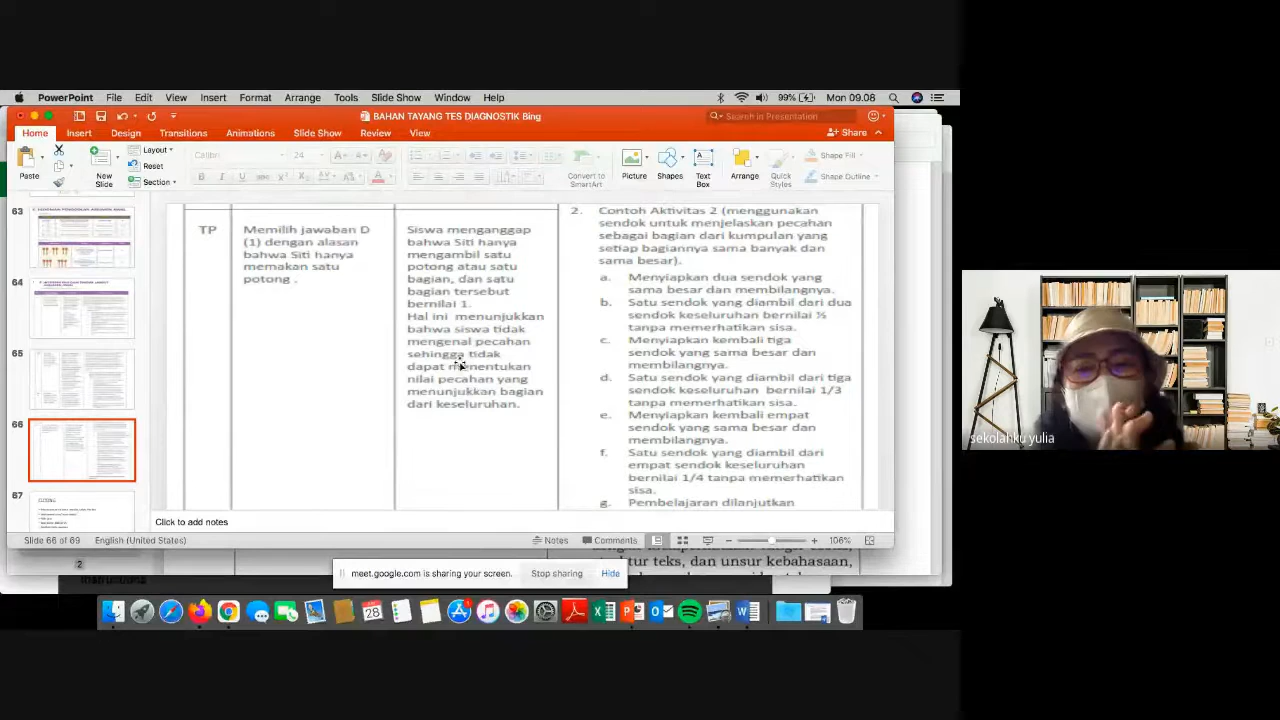 PowerPoint File Edit View Insert Format Arrange Tools Slide Show Window Help 99% Mon 09.08
BAHAN TAYANG TES DIAGNOSTIK Bing
Search in Presentation
Home Insert Design Transitions Animations Slide Show Review View
Share
Paste
New Slide
Layout
Reset
Section
Calibri 24
B I U
Convert to SmartArt
Picture
Shapes
Text Box
Arrange
Quick Styles
Shape Fill
Shape Outline
63
64
65
66
67
TP
Memilih jawaban D
(1) dengan alasan
bahwa Siti hanya
memakan satu
potong .
Siswa menganggap
bahwa Siti hanya
mengambil satu
potong atau satu
bagian, dan satu
bagian tersebut
bernilai 1.
Hal ini menunjukkan
bahwa siswa tidak
mengenal pecahan
sehingga tidak
dapat menentukan
nilai pecahan yang
menunjukkan bagian
dari keseluruhan.
2. Contoh Aktivitas 2 (menggunakan
sendok untuk menjelaskan pecahan
sebagai bagian dari kumpulan yang
setiap bagiannya sama banyak dan
sama besar).
a. Menyiapkan dua sendok yang
sama besar dan membilangnya.
b. Satu sendok yang diambil dari dua
sendok keseluruhan bernilai ½
tanpa memerhatikan sisa.
c. Menyiapkan kembali tiga
sendok yang sama besar dan
membilangnya.
d. Satu sendok yang diambil dari tiga
sendok keseluruhan bernilai 1/3
tanpa memerhatikan sisa.
e. Menyiapkan kembali empat
sendok yang sama besar dan
membilangnya.
f. Satu sendok yang diambil dari
empat sendok keseluruhan
bernilai 1/4 tanpa memerhatikan
sisa.
g. Pembelajaran dilanjutkan
Click to add notes
Slide 66 of 69 English (United States) Notes Comments 106%
2
teks, dan unsur kebahasaan,
meet.google.com is sharing your screen. Stop sharing Hide
28
sekolahku yulia